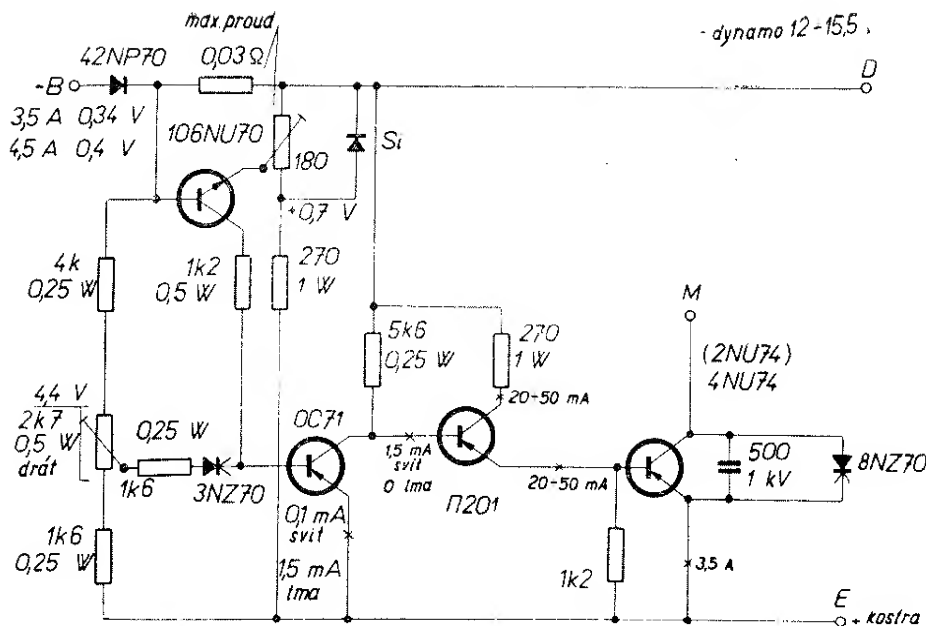 max. proud
- dynamo 12-15,5 .
42NP70
0,03 Ω
-B
D
3,5 A 0,34 V
4,5 A 0,4 V
106NU70
180
Si
+0,7 V
4k
0,25 W
1k2
0,5 W
270
1 W
M
5k6
0,25 W
270
1 W
(2NU74)
4NU74
4,4 V
2k7
0,5 W
drát
0,25 W
1k6
3NZ70
OC71
20-50 mA
1,5 mA
svit
0 tma
П201
20-50 mA
500
1 kV
8NZ70
0,1 mA
svit
1,5 mA
tma
1k6
0,25 W
1k2
3,5 A
E
+ kostra